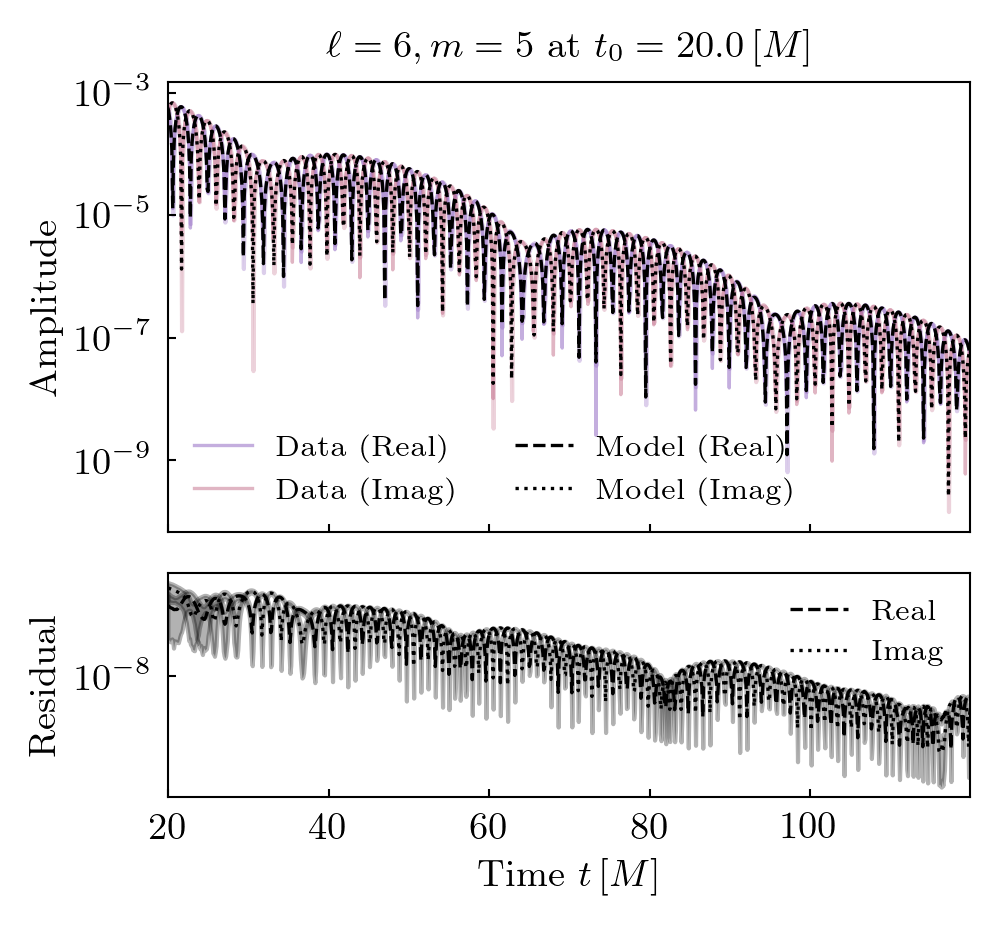 ℓ = 6, m = 5 at t₀ = 20.0 [M]
10⁻³
10⁻⁵
10⁻⁷
10⁻⁹
Amplitude
Data (Real)
Data (Imag)
Model (Real)
Model (Imag)
Residual
10⁻⁸
Real
Imag
20 40 60 80 100
Time t [M]